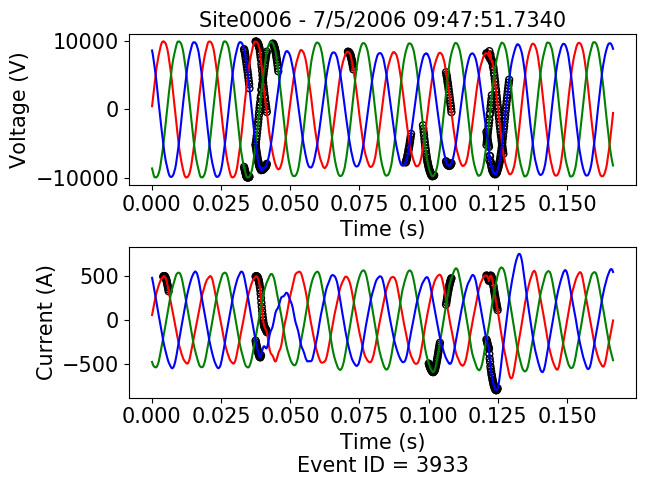 Site0006 - 7/5/2006 09:47:51.7340
10000
0
−10000
Voltage (V)
0.000 0.025 0.050 0.075 0.100 0.125 0.150
Time (s)
500
0
−500
Current (A)
0.000 0.025 0.050 0.075 0.100 0.125 0.150
Time (s)
Event ID = 3933